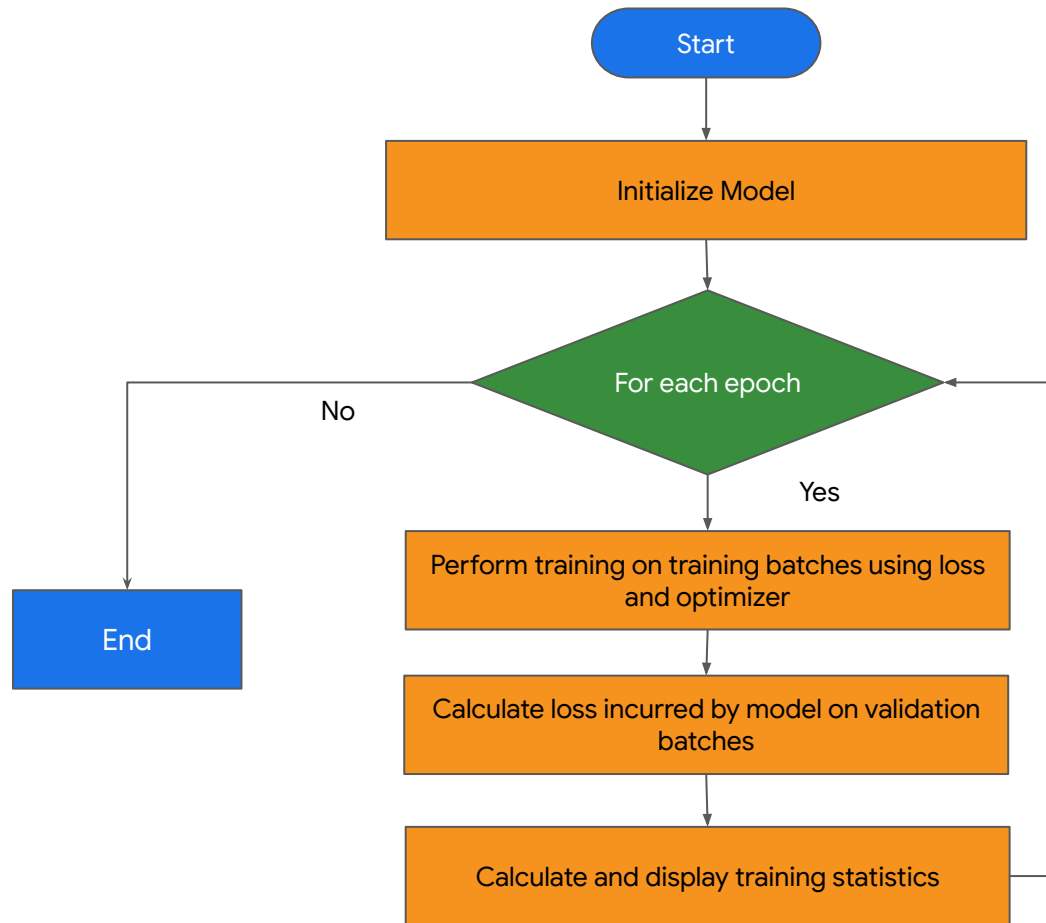 Start
Initialize Model
For each epoch
No
Yes
Perform training on training batches using loss
and optimizer
End
Calculate loss incurred by model on validation
batches
Calculate and display training statistics